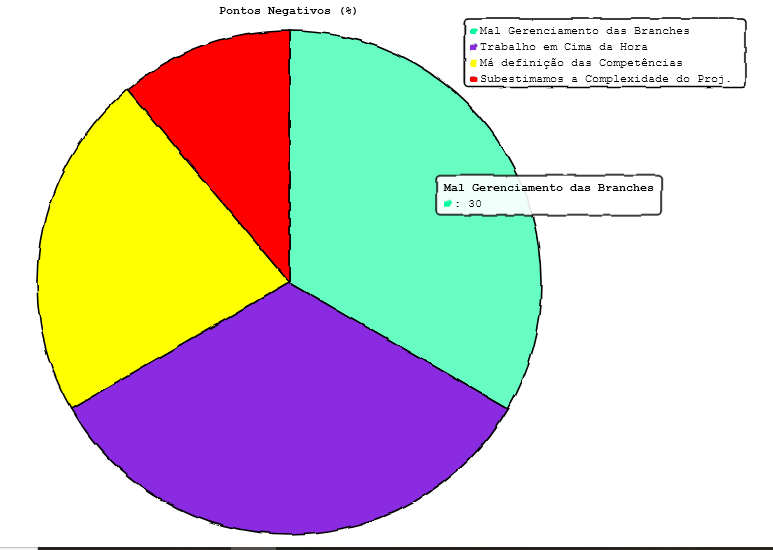 Pontos Negativos (%)
Mal Gerenciamento das Branches
Trabalho em Cima da Hora
Má definição das Competências
Subestimamos a Complexidade do Proj.
Mal Gerenciamento das Branches
: 30